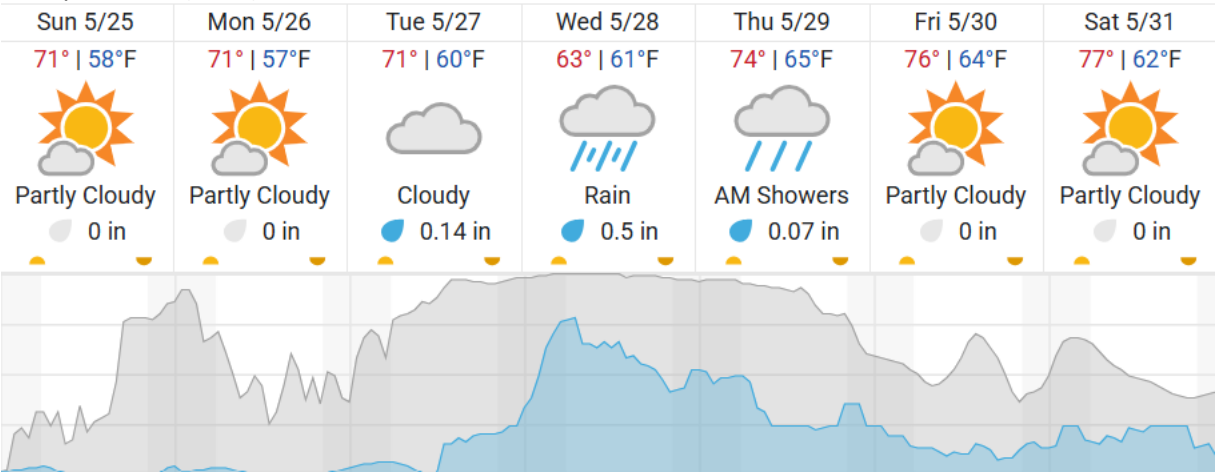 Sun 5/25 Mon 5/26 Tue 5/27 Wed 5/28 Thu 5/29 Fri 5/30 Sat 5/31
71° | 58°F 71° | 57°F 71° | 60°F 63° | 61°F 74° | 65°F 76° | 64°F 77° | 62°F
Partly Cloudy Partly Cloudy Cloudy Rain AM Showers Partly Cloudy Partly Cloudy
0 in 0 in 0.14 in 0.5 in 0.07 in 0 in 0 in